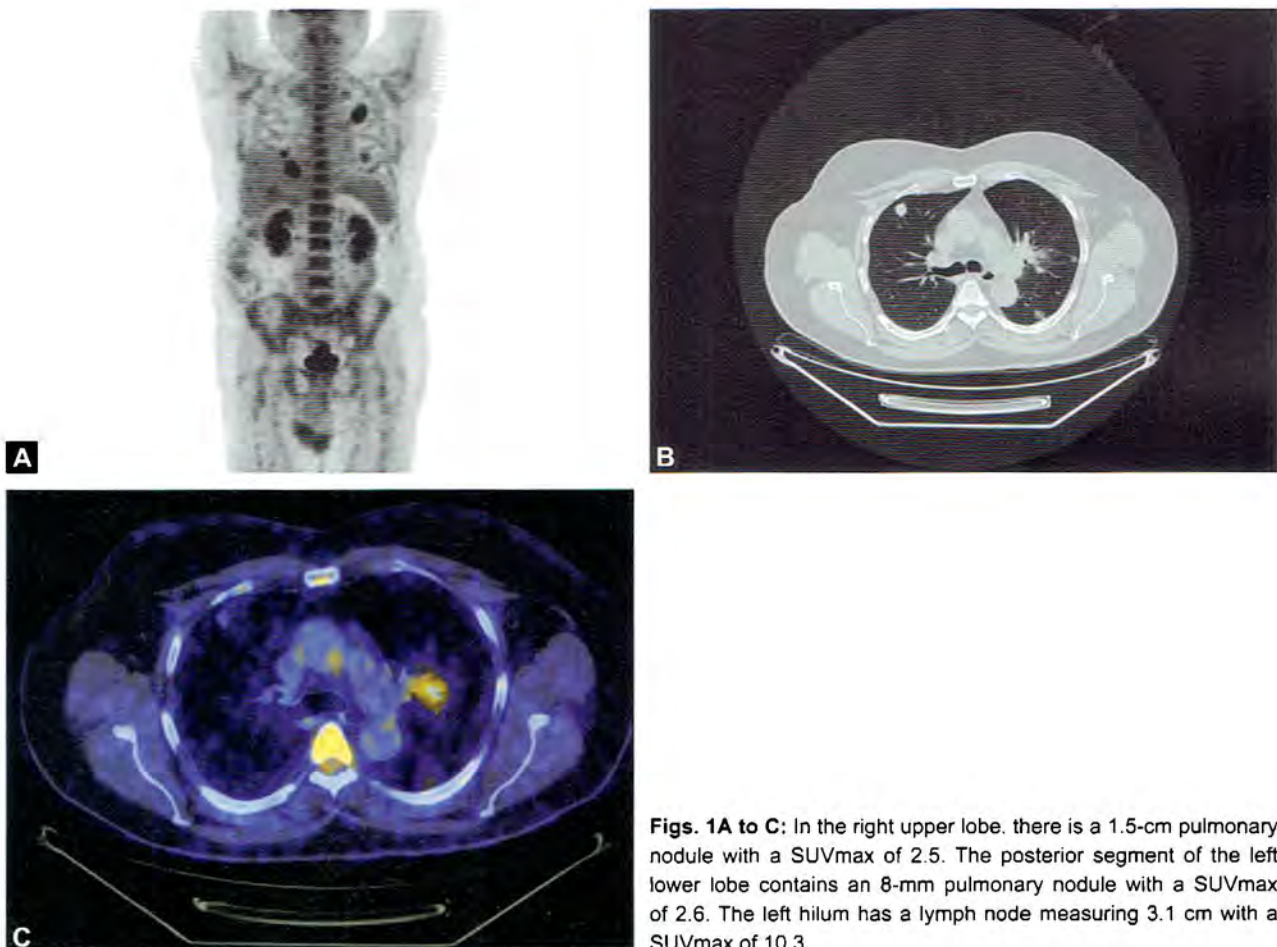 A
B
C
Figs. 1A to C: In the right upper lobe. there is a 1.5-cm pulmonary
nodule with a SUVmax of 2.5. The posterior segment of the left
lower lobe contains an 8-mm pulmonary nodule with a SUVmax
of 2.6. The left hilum has a lymph node measuring 3.1 cm with a
SUVmax of 10.3.